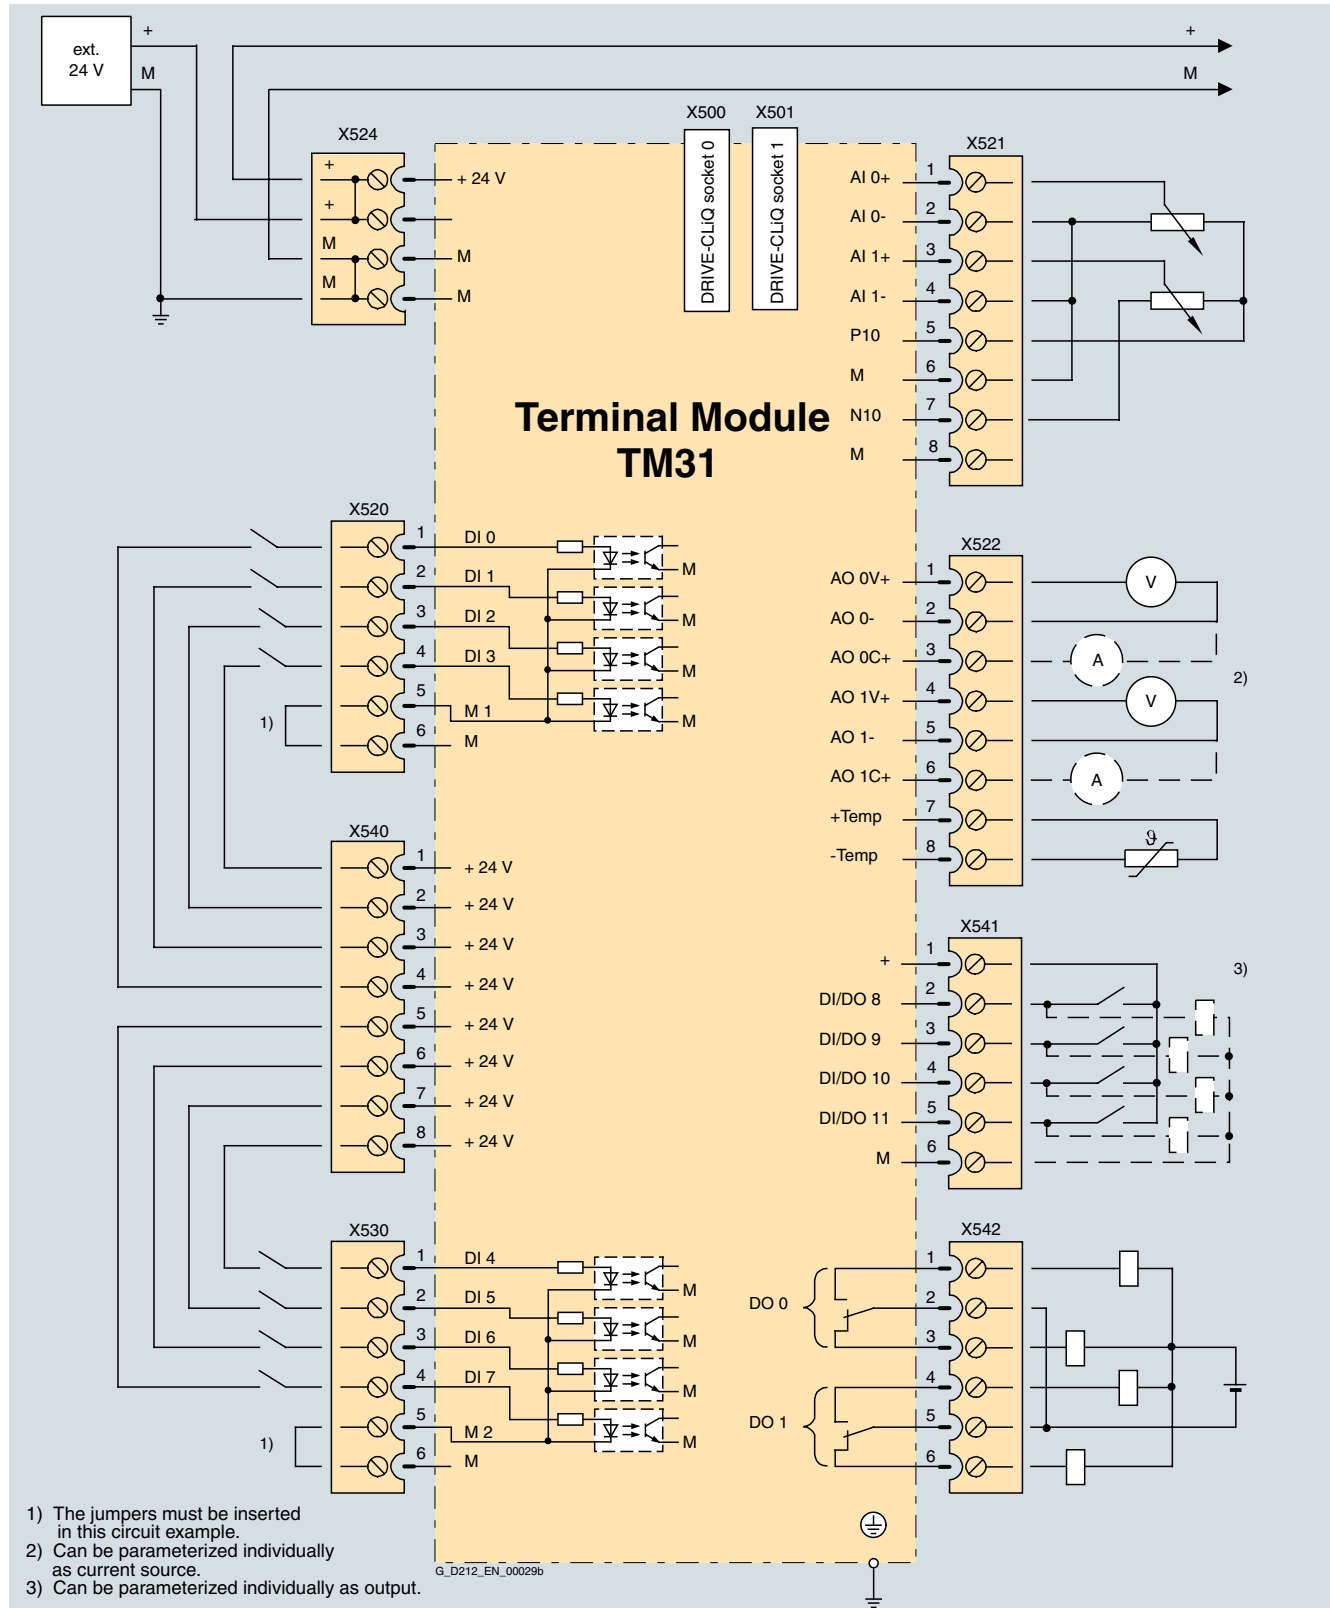 ext.
24 V
+
M
+
M
X500
X501
DRIVE-CLiQ socket 0
DRIVE-CLiQ socket 1
X524
+
+ 24 V
+
M
M
M
M
X521
AI 0+ 1
AI 0- 2
AI 1+ 3
AI 1- 4
P10 5
M 6
N10 7
M 8
Terminal Module
TM31
X520
1 DI 0
M
2 DI 1
M
3 DI 2
M
4 DI 3
M
5 M 1
6 M
1)
X522
AO 0V+ 1
V
AO 0- 2
AO 0C+ 3
A
2)
AO 1V+ 4
V
AO 1- 5
AO 1C+ 6
A
+Temp 7
-Temp 8
ϑ
X540
1 + 24 V
2 + 24 V
3 + 24 V
4 + 24 V
5 + 24 V
6 + 24 V
7 + 24 V
8 + 24 V
X541
+ 1
3)
DI/DO 8 2
DI/DO 9 3
DI/DO 10 4
DI/DO 11 5
M 6
X530
1 DI 4
M
2 DI 5
M
3 DI 6
M
4 DI 7
M
5 M 2
6 M
1)
X542
1
DO 0 2
3
4
DO 1 5
6
1) The jumpers must be inserted
in this circuit example.
2) Can be parameterized individually
as current source.
3) Can be parameterized individually as output.
G_D212_EN_00029b